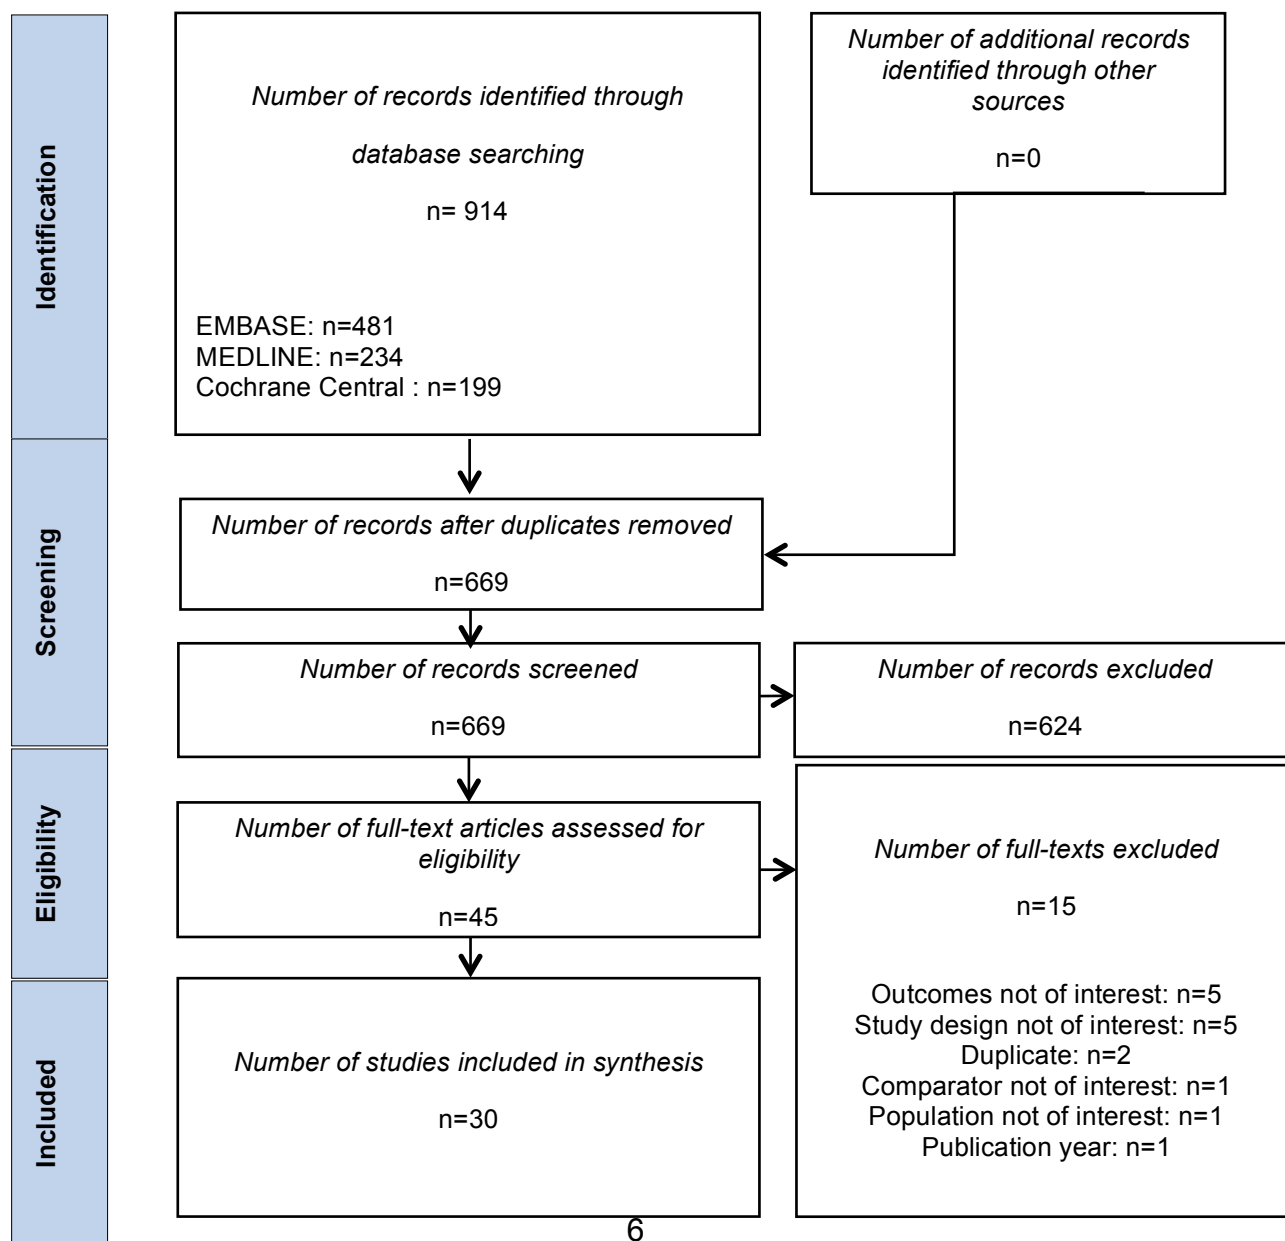 Identification
Number of records identified through
database searching
n= 914
EMBASE: n=481
MEDLINE: n=234
Cochrane Central : n=199
Number of additional records
identified through other
sources
n=0
Screening
Number of records after duplicates removed
n=669
Number of records screened
n=669
Number of records excluded
n=624
Eligibility
Number of full-text articles assessed for
eligibility
n=45
Number of full-texts excluded
n=15
Outcomes not of interest: n=5
Study design not of interest: n=5
Duplicate: n=2
Comparator not of interest: n=1
Population not of interest: n=1
Publication year: n=1
Included
Number of studies included in synthesis
n=30
6